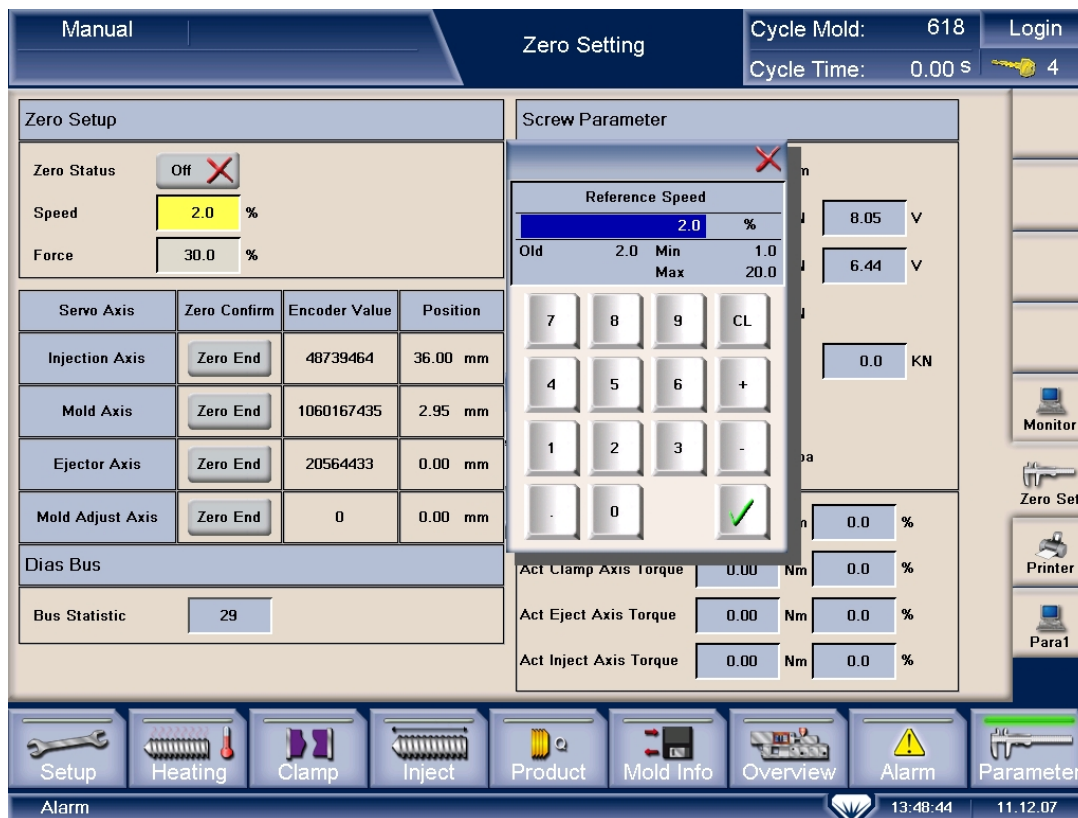 Manual
Zero Setting
Cycle Mold: 618
Cycle Time: 0.00 S
Login
4
Zero Setup
Zero Status Off
Speed 2.0 %
Force 30.0 %
Servo Axis Zero Confirm Encoder Value Position
Injection Axis Zero End 48739464 36.00 mm
Mold Axis Zero End 1060167435 2.95 mm
Ejector Axis Zero End 20564433 0.00 mm
Mold Adjust Axis Zero End 0 0.00 mm
Dias Bus
Bus Statistic 29
Screw Parameter
8.05 V
6.44 V
0.0 KN
Reference Speed
2.0 %
Old 2.0 Min 1.0
Max 20.0
7 8 9 CL
4 5 6 +
1 2 3 -
. 0
0.0 %
Act Clamp Axis Torque 0.00 Nm 0.0 %
Act Eject Axis Torque 0.00 Nm 0.0 %
Act Inject Axis Torque 0.00 Nm 0.0 %
Monitor
Zero Set
Printer
Para1
Setup Heating Clamp Inject Product Mold Info Overview Alarm Parameter
Alarm 13:48:44 11.12.07